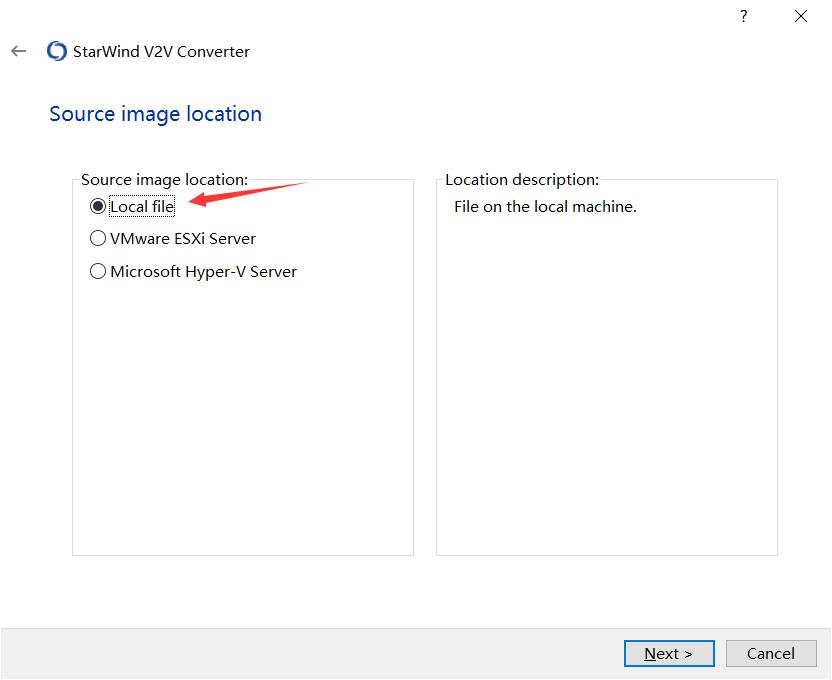 ?
StarWind V2V Converter
Source image location
Source image location:
Local file
VMware ESXi Server
Microsoft Hyper-V Server
Location description:
File on the local machine.
Next >
Cancel